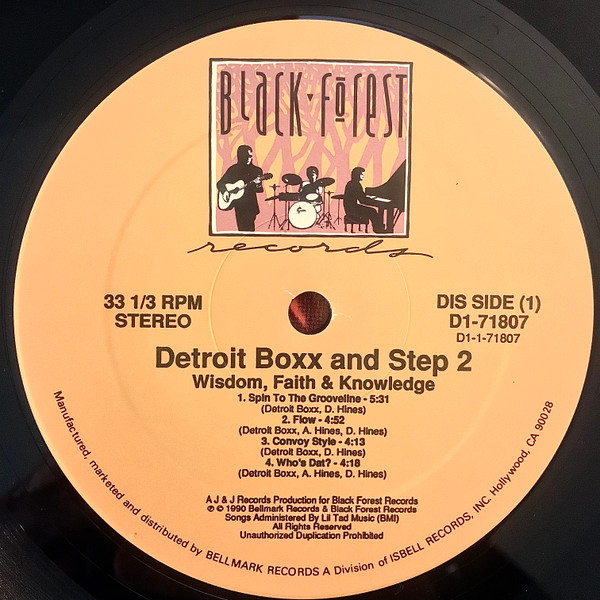 BLACK ▾ FOREST
records
33 1/3 RPM
STEREO
DIS SIDE (1)
D1-71807
D1-1-71807
Detroit Boxx and Step 2
Wisdom, Faith & Knowledge
1. Spin To The Grooveline - 5:31
(Detroit Boxx, D. Hines)
2. Flow - 4:52
(Detroit Boxx, A. Hines, D. Hines)
3. Convoy Style - 4:13
(Detroit Boxx, D. Hines)
4. Who's Dat? - 4:18
(Detroit Boxx, A. Hines, D. Hines)
A J & J Records Production for Black Forest Records
℗ © 1990 Bellmark Records & Black Forest Records
Songs Administered By Lil Tad Music (BMI)
All Rights Reserved
Unauthorized Duplication Prohibited
Manufactured, marketed and distributed by BELLMARK RECORDS A Division of ISBELL RECORDS, INC. Hollywood, CA 90028